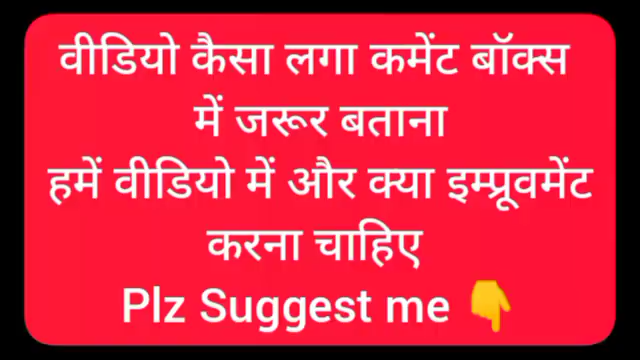 वीडियो कैसा लगा कमेंट बॉक्स
में जरूर बताना
हमें वीडियो में और क्या इम्प्रूवमेंट
करना चाहिए
Plz Suggest me 👇